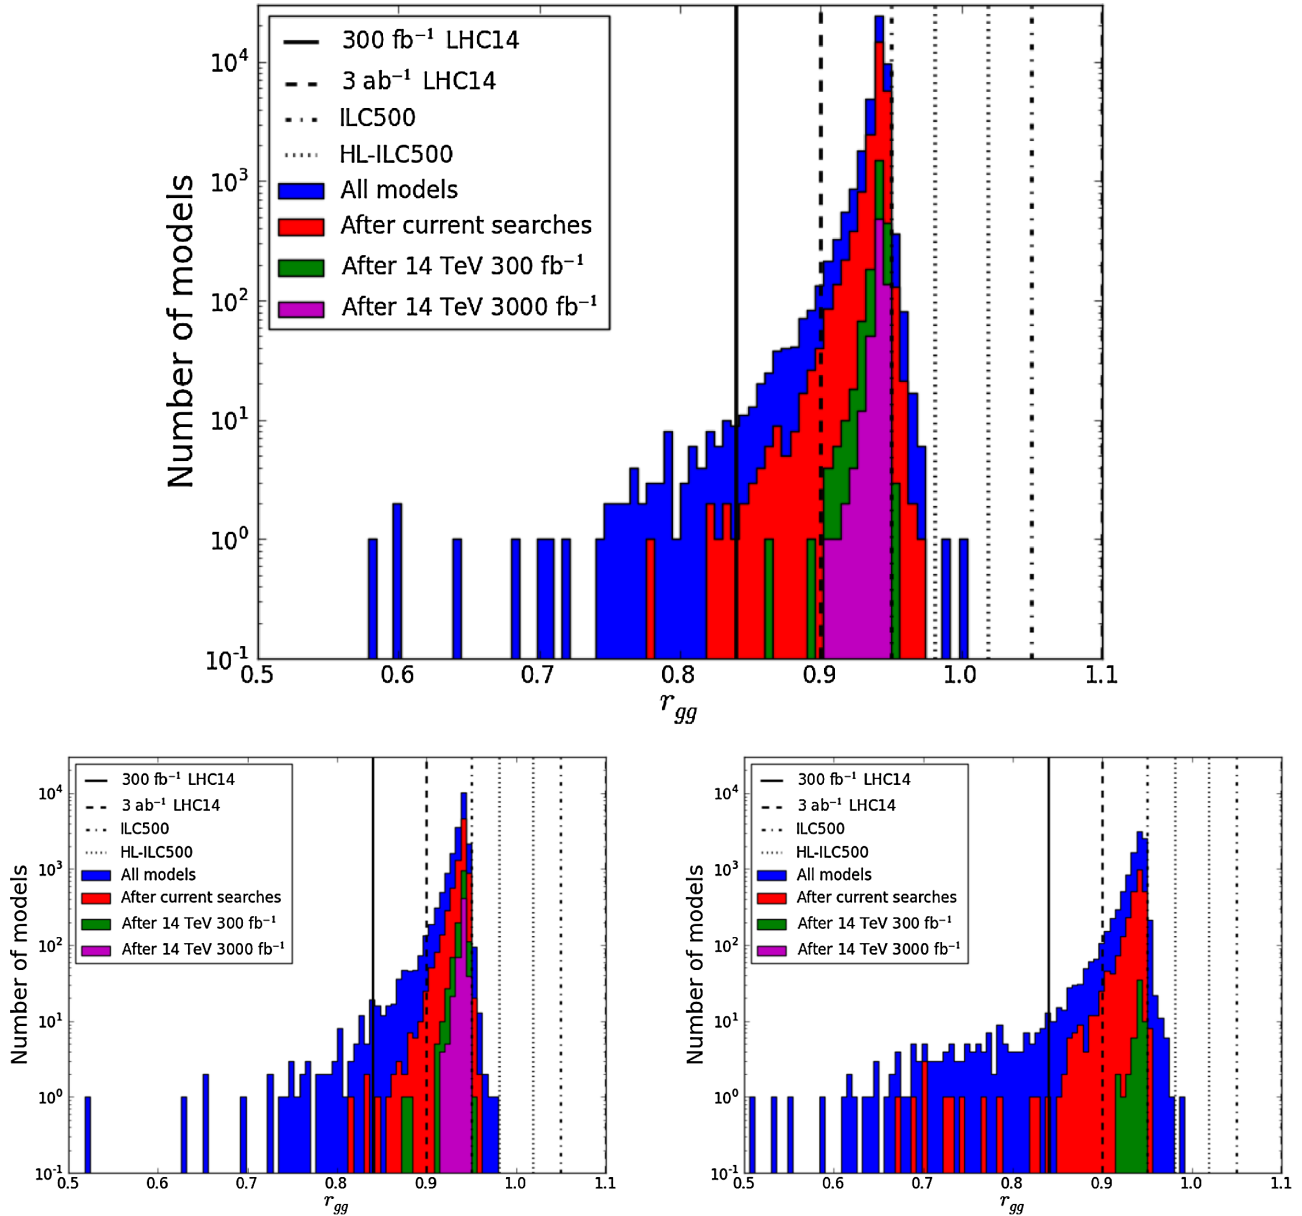 300 fb⁻¹ LHC14
3 ab⁻¹ LHC14
ILC500
HL-ILC500
All models
After current searches
After 14 TeV 300 fb⁻¹
After 14 TeV 3000 fb⁻¹
Number of models
10⁴
10³
10²
10¹
10⁰
10⁻¹
0.5 0.6 0.7 0.8 0.9 1.0 1.1
r_gg
300 fb⁻¹ LHC14
3 ab⁻¹ LHC14
ILC500
HL-ILC500
All models
After current searches
After 14 TeV 300 fb⁻¹
After 14 TeV 3000 fb⁻¹
Number of models
10⁴
10³
10²
10¹
10⁰
10⁻¹
0.5 0.6 0.7 0.8 0.9 1.0 1.1
r_gg
300 fb⁻¹ LHC14
3 ab⁻¹ LHC14
ILC500
HL-ILC500
All models
After current searches
After 14 TeV 300 fb⁻¹
After 14 TeV 3000 fb⁻¹
Number of models
10⁴
10³
10²
10¹
10⁰
10⁻¹
0.5 0.6 0.7 0.8 0.9 1.0 1.1
r_gg